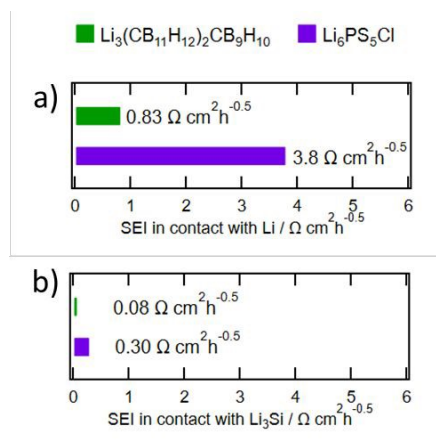 Li₃(CB₁₁H₁₂)₂CB₉H₁₀ Li₆PS₅Cl
a)
0.83 Ω cm²h⁻⁰·⁵
3.8 Ω cm²h⁻⁰·⁵
0 1 2 3 4 5 6
SEI in contact with Li / Ω cm²h⁻⁰·⁵
b)
0.08 Ω cm²h⁻⁰·⁵
0.30 Ω cm²h⁻⁰·⁵
0 1 2 3 4 5 6
SEI in contact with Li₃Si / Ω cm²h⁻⁰·⁵